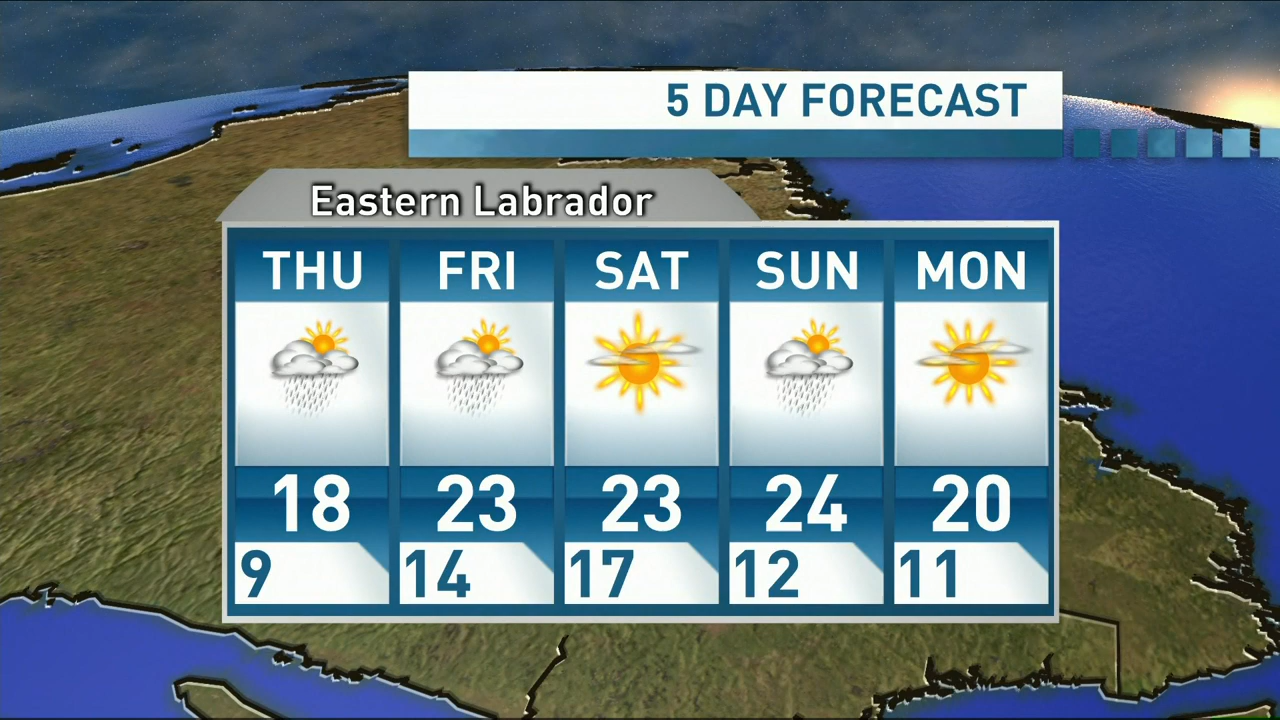 5 DAY FORECAST
Eastern Labrador
THU FRI SAT SUN MON
18 23 23 24 20
9 14 17 12 11